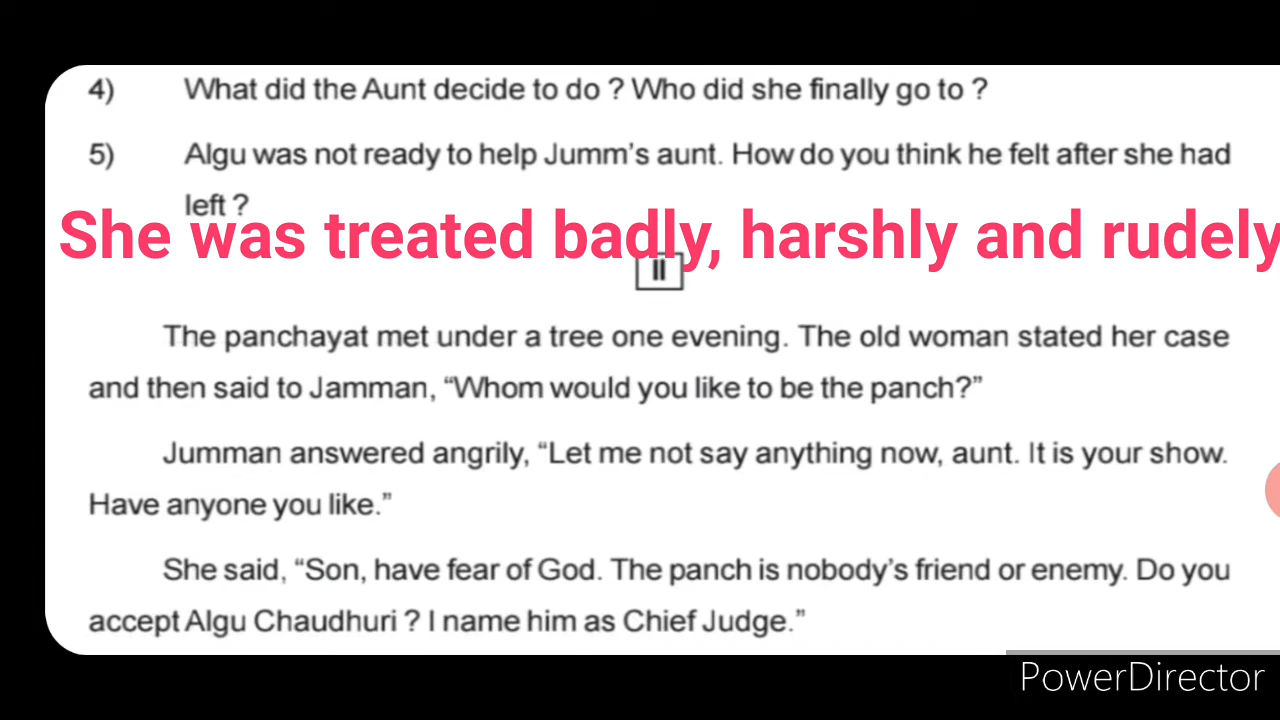 4) What did the Aunt decide to do ? Who did she finally go to ?
5) Algu was not ready to help Jumm's aunt. How do you think he felt after she had
left ?
She was treated badly, harshly and rudely
II
The panchayat met under a tree one evening. The old woman stated her case
and then said to Jamman, “Whom would you like to be the panch?”
Jumman answered angrily, “Let me not say anything now, aunt. It is your show.
Have anyone you like.”
She said, “Son, have fear of God. The panch is nobody's friend or enemy. Do you
accept Algu Chaudhuri ? I name him as Chief Judge.”
PowerDirector